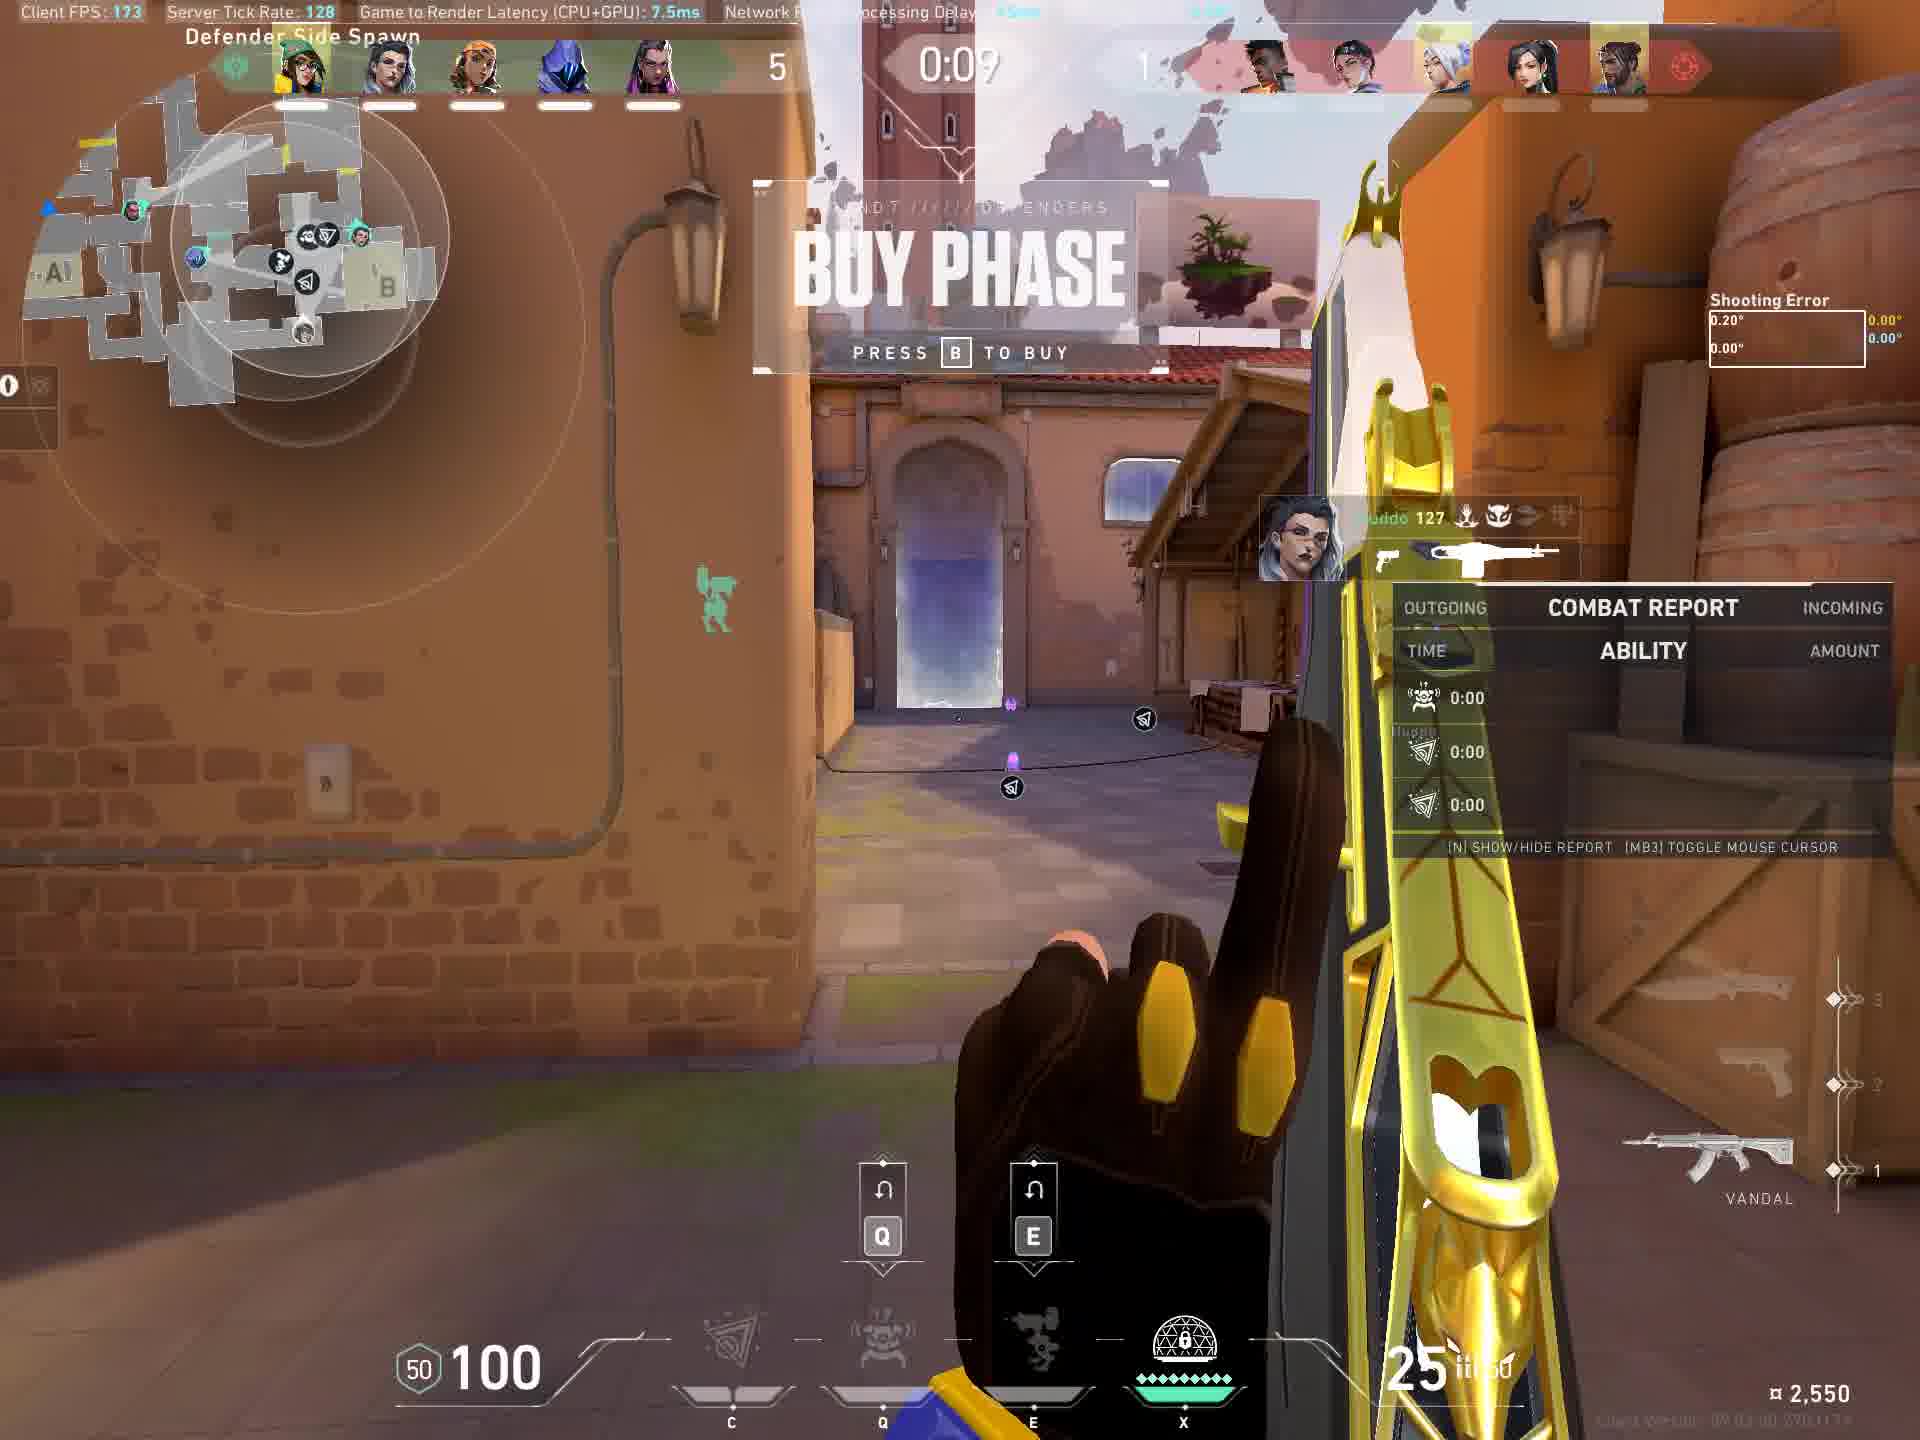 Client FPS: 173
Server Tick Rate: 128
Game to Render Latency (CPU+GPU): 7.5ms
Network
Defender Side Spawn
5
0:09
1
A
B
BUY PHASE
PRESS B TO BUY
Shooting Error
0.20°
0.00°
0.00°
0.00°
127
OUTGOING
COMBAT REPORT
INCOMING
TIME
ABILITY
AMOUNT
0:00
0:00
0:00
[N] SHOW/HIDE REPORT [MB3] TOGGLE MOUSE CURSOR
3
2
1
VANDAL
Q
E
50
100
C
Q
E
X
25
¤ 2,550